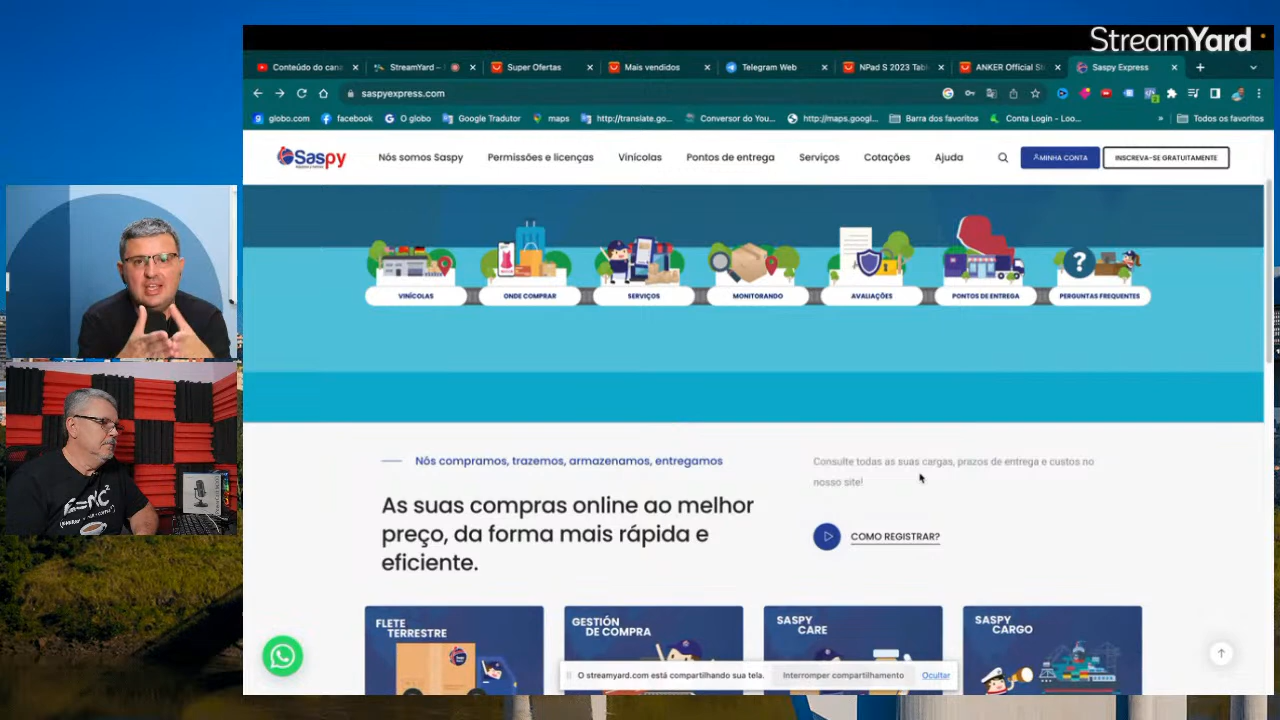 StreamYard
Conteúdo do cana
StreamYard –
Super Ofertas
Mais vendidos
Telegram Web
NPad S 2023 Tabl
ANKER Official St
Saspy Express
saspyexpress.com
globo.com
facebook
O globo
Google Tradutor
maps
http://translate.go...
Conversor do You...
http://maps.googl...
Barra dos favoritos
Conta Login - Loo...
»
Todos os favoritos
Saspy
Nós somos Saspy
Permissões e licenças
Vinícolas
Pontos de entrega
Serviços
Cotações
Ajuda
MINHA CONTA
INSCREVA-SE GRATUITAMENTE
VINÍCOLAS
ONDE COMPRAR
SERVIÇOS
MONITORANDO
AVALIAÇÕES
PONTOS DE ENTREGA
PERGUNTAS FREQUENTES
Nós compramos, trazemos, armazenamos, entregamos
As suas compras online ao melhor
preço, da forma mais rápida e
eficiente.
Consulte todas as suas cargas, prazos de entrega e custos no
nosso site!
COMO REGISTRAR?
FLETE
TERRESTRE
GESTIÓN
DE COMPRA
SASPY
CARE
SASPY
CARGO
O streamyard.com está compartilhando sua tela.
Interromper compartilhamento
Ocultar
E=MC²